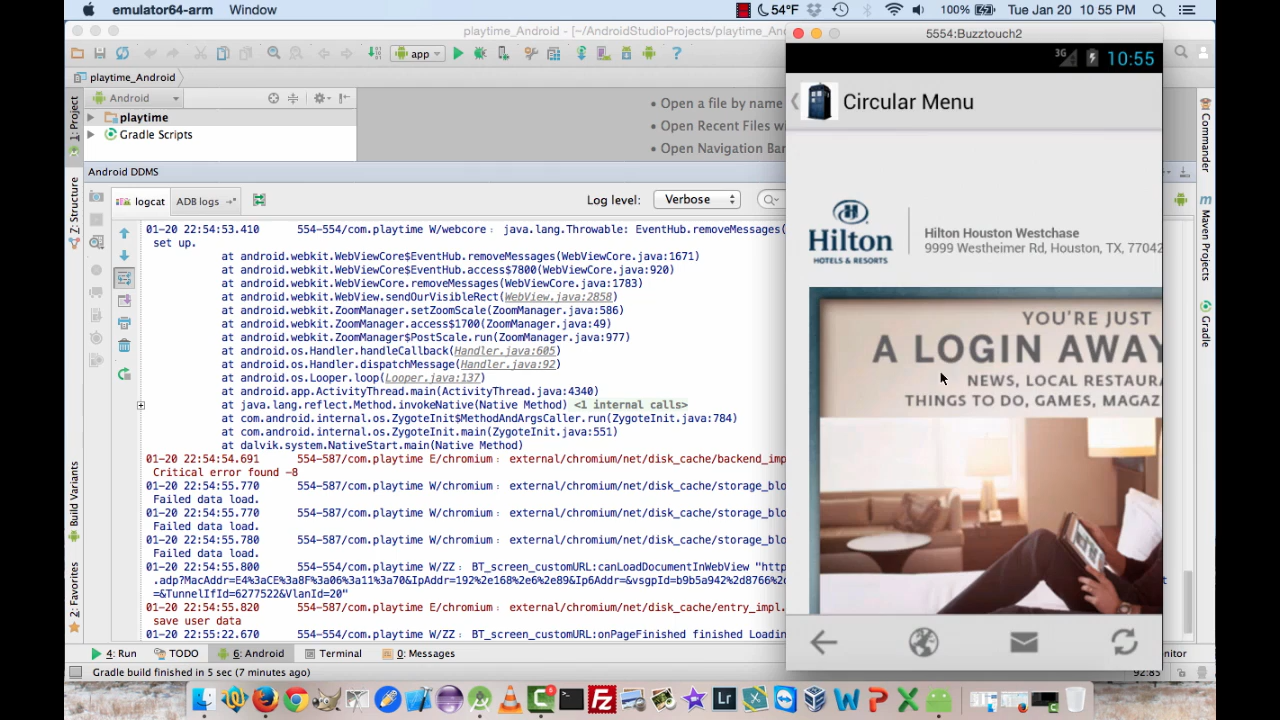 emulator64-arm Window
54°F 100% Tue Jan 20 10:55 PM
playtime_Android - [~/AndroidStudioProjects/playtime_An
5554:Buzztouch2
app
playtime_Android
Android
playtime
Gradle Scripts
• Open a file by name
• Open Recent Files wi
• Open Navigation Bar
1: Project
7: Structure
Build Variants
2: Favorites
Commander
Maven Projects
Gradle
Android DDMS
logcat ADB logs Log level: Verbose
01-20 22:54:53.410 554-554/com.playtime W/webcore: java.lang.Throwable: EventHub.removeMessages(
set up.
at android.webkit.WebViewCore$EventHub.removeMessages(WebViewCore.java:1671)
at android.webkit.WebViewCore$EventHub.access$7800(WebViewCore.java:920)
at android.webkit.WebViewCore.removeMessages(WebViewCore.java:1783)
at android.webkit.WebView.sendOurVisibleRect(WebView.java:2858)
at android.webkit.ZoomManager.setZoomScale(ZoomManager.java:586)
at android.webkit.ZoomManager.access$1700(ZoomManager.java:49)
at android.webkit.ZoomManager$PostScale.run(ZoomManager.java:977)
at android.os.Handler.handleCallback(Handler.java:605)
at android.os.Handler.dispatchMessage(Handler.java:92)
at android.os.Looper.loop(Looper.java:137)
at android.app.ActivityThread.main(ActivityThread.java:4340)
at java.lang.reflect.Method.invokeNative(Native Method) <1 internal calls>
at com.android.internal.os.ZygoteInit$MethodAndArgsCaller.run(ZygoteInit.java:784)
at com.android.internal.os.ZygoteInit.main(ZygoteInit.java:551)
at dalvik.system.NativeStart.main(Native Method)
01-20 22:54:54.691 554-587/com.playtime E/chromium: external/chromium/net/disk_cache/backend_imp
Critical error found -8
01-20 22:54:55.770 554-587/com.playtime W/chromium: external/chromium/net/disk_cache/storage_blo
Failed data load.
01-20 22:54:55.770 554-587/com.playtime W/chromium: external/chromium/net/disk_cache/storage_blo
Failed data load.
01-20 22:54:55.780 554-587/com.playtime W/chromium: external/chromium/net/disk_cache/storage_blo
Failed data load.
01-20 22:54:55.800 554-554/com.playtime W/ZZ: BT_screen_customURL:canLoadDocumentInWebView "http
.adp?MacAddr=E4%3aCE%3a8F%3a06%3a11%3a70&IpAddr=192%2e168%2e6%2e89&Ip6Addr=&vsgpId=b9b5a942%2d8766%2
=&TunnelIfId=6277522&VlanId=20"
01-20 22:54:55.820 554-587/com.playtime E/chromium: external/chromium/net/disk_cache/entry_impl.
save user data
01-20 22:55:22.670 554-554/com.playtime W/ZZ: BT_screen_customURL:onPageFinished finished Loadin
4: Run TODO 6: Android Terminal 0: Messages
Gradle build finished in 5 sec (7 minutes ago)
92:85
3G 10:55
Circular Menu
Hilton
HOTELS & RESORTS
Hilton Houston Westchase
9999 Westheimer Rd, Houston, TX, 77042
YOU'RE JUST
A LOGIN AWAY
NEWS, LOCAL RESTAURA
THINGS TO DO, GAMES, MAGAZ
Lr